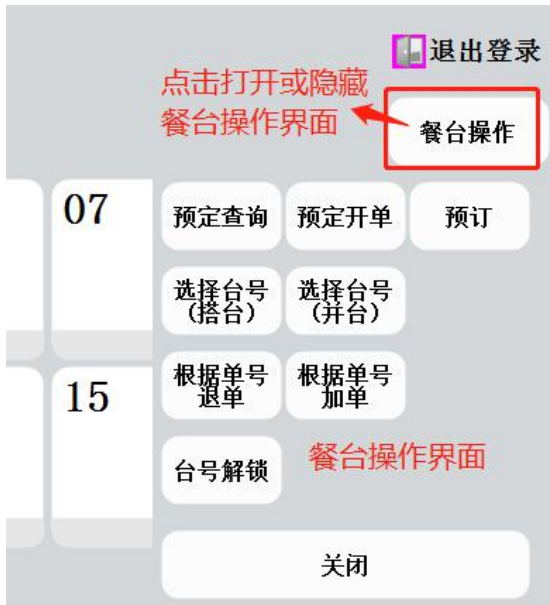 退出登录
点击打开或隐藏
餐台操作界面
餐台操作
07
预定查询
预定开单
预订
选择台号
（搭台）
选择台号
（并台）
15
根据单号
退单
根据单号
加单
台号解锁
餐台操作界面
关闭